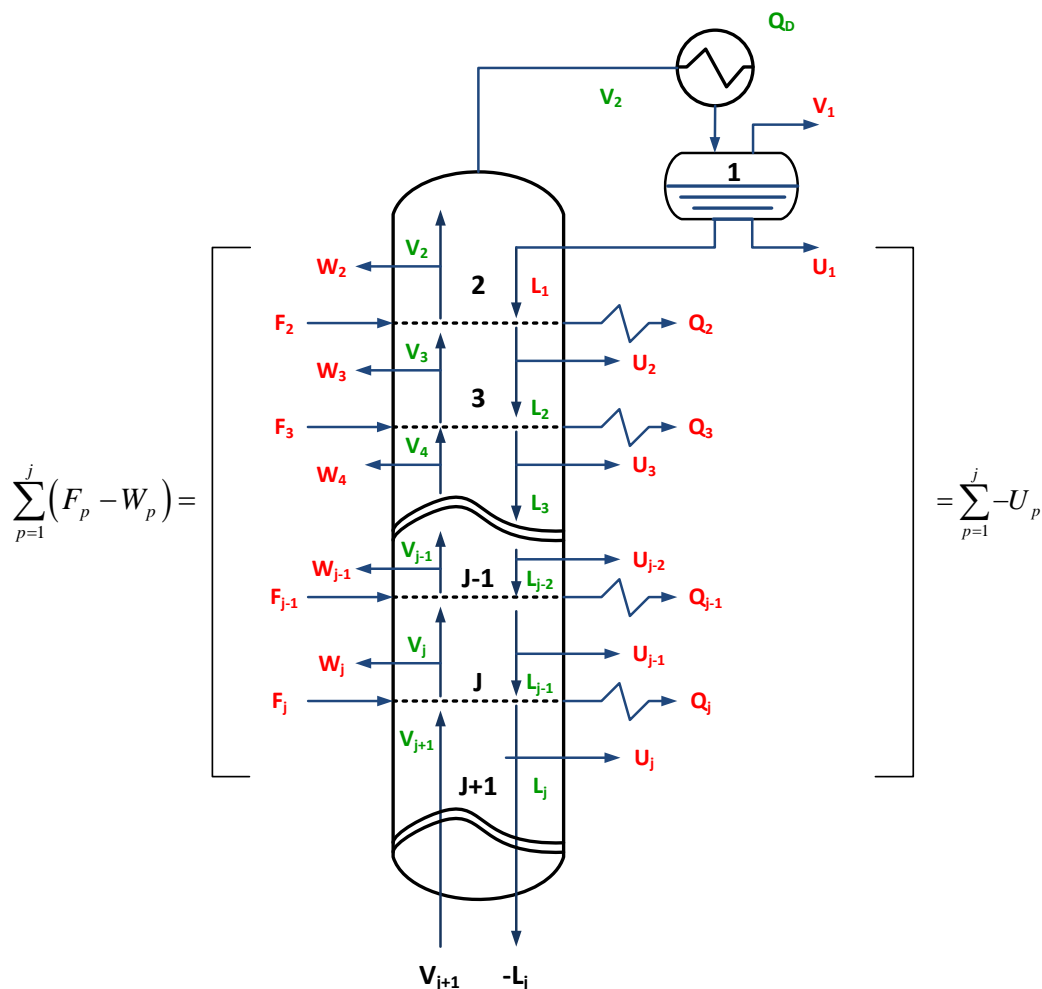 Q_D
V_2
V_1
1
V_2
W_2
2
L_1
U_1
F_2
Q_2
V_3
U_2
W_3
3
L_2
F_3
Q_3
V_4
U_3
W_4
L_3
\sum_{p=1}^{j}(F_p - W_p) =
= \sum_{p=1}^{j} -U_p
V_{j-1}
U_{j-2}
W_{j-1}
J-1
L_{j-2}
F_{j-1}
Q_{j-1}
V_j
U_{j-1}
W_j
J
L_{j-1}
F_j
Q_j
V_{j+1}
U_j
J+1
L_j
V_{j+1} -L_j